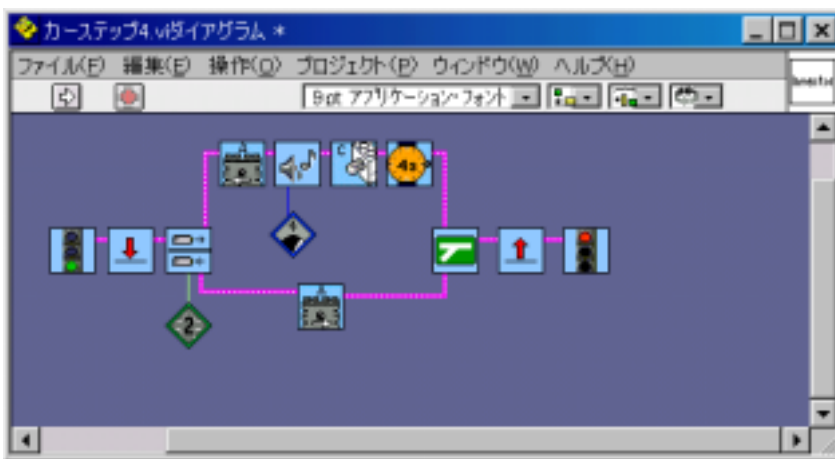 カーステップ4.viダイアグラム *
ファイル(F) 編集(E) 操作(O) プロジェクト(P) ウィンドウ(W) ヘルプ(H)
9pt アプリケーション・フォント
A
C
4s
2
A